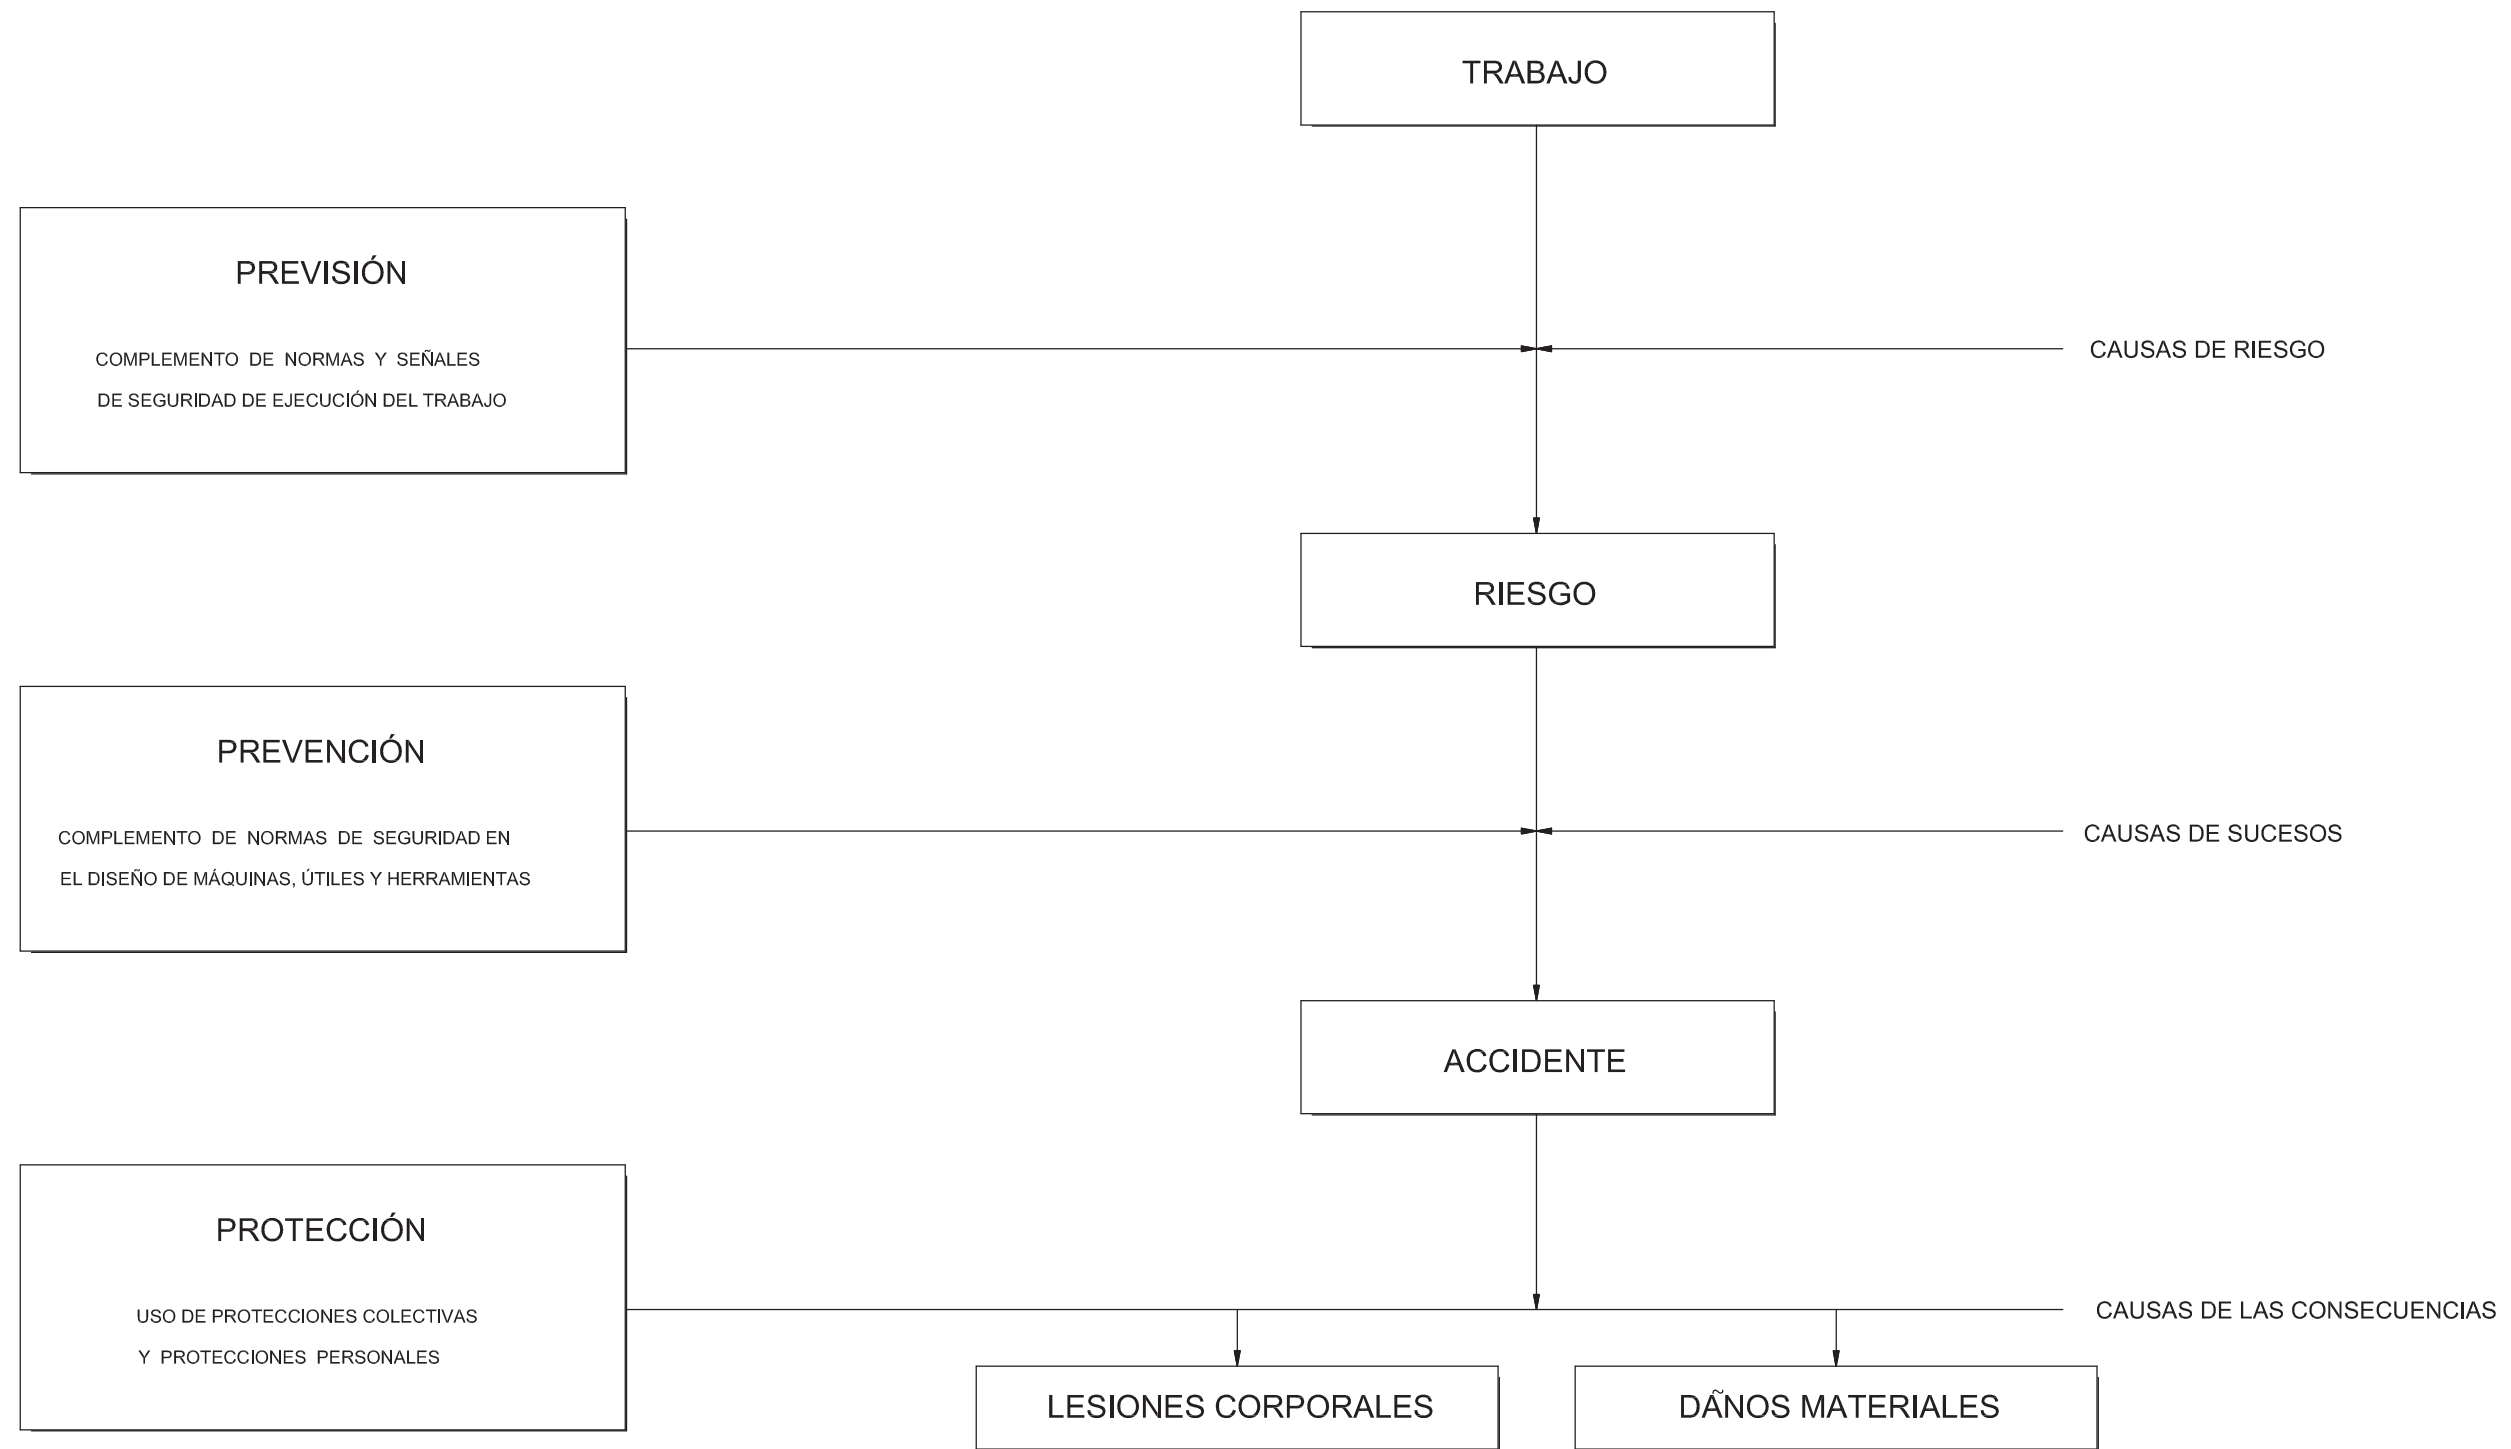 TRABAJO
PREVISIÓN
COMPLEMENTO DE NORMAS Y SEÑALES
DE SEGURIDAD DE EJECUCIÓN DEL TRABAJO
CAUSAS DE RIESGO
RIESGO
PREVENCIÓN
COMPLEMENTO DE NORMAS DE SEGURIDAD EN
EL DISEÑO DE MÁQUINAS, ÚTILES Y HERRAMIENTAS
CAUSAS DE SUCESOS
ACCIDENTE
PROTECCIÓN
USO DE PROTECCIONES COLECTIVAS
Y PROTECCIONES PERSONALES
CAUSAS DE LAS CONSECUENCIAS
LESIONES CORPORALES
DAÑOS MATERIALES